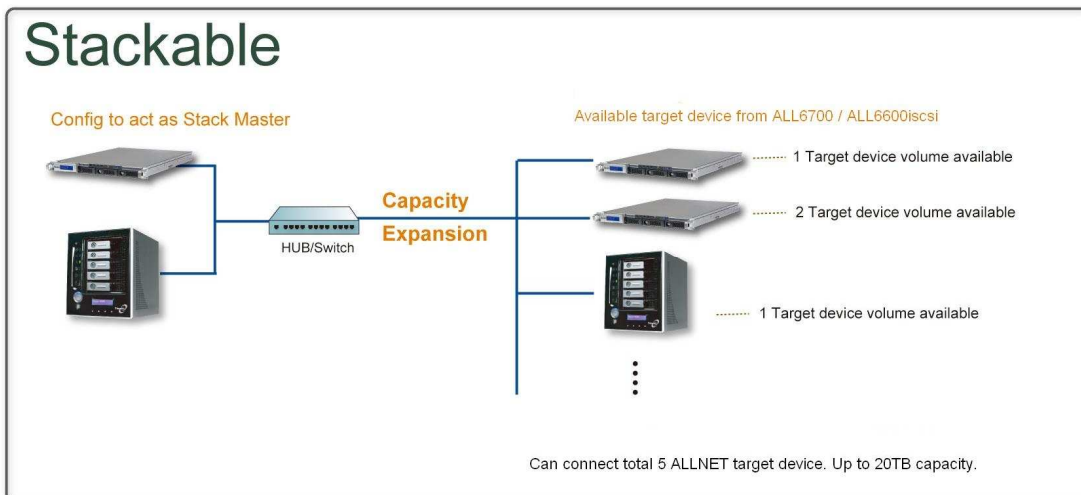 Stackable
Config to act as Stack Master
Available target device from ALL6700 / ALL6600iscsi
1 Target device volume available
Capacity
Expansion
2 Target device volume available
HUB/Switch
1 Target device volume available
Can connect total 5 ALLNET target device. Up to 20TB capacity.